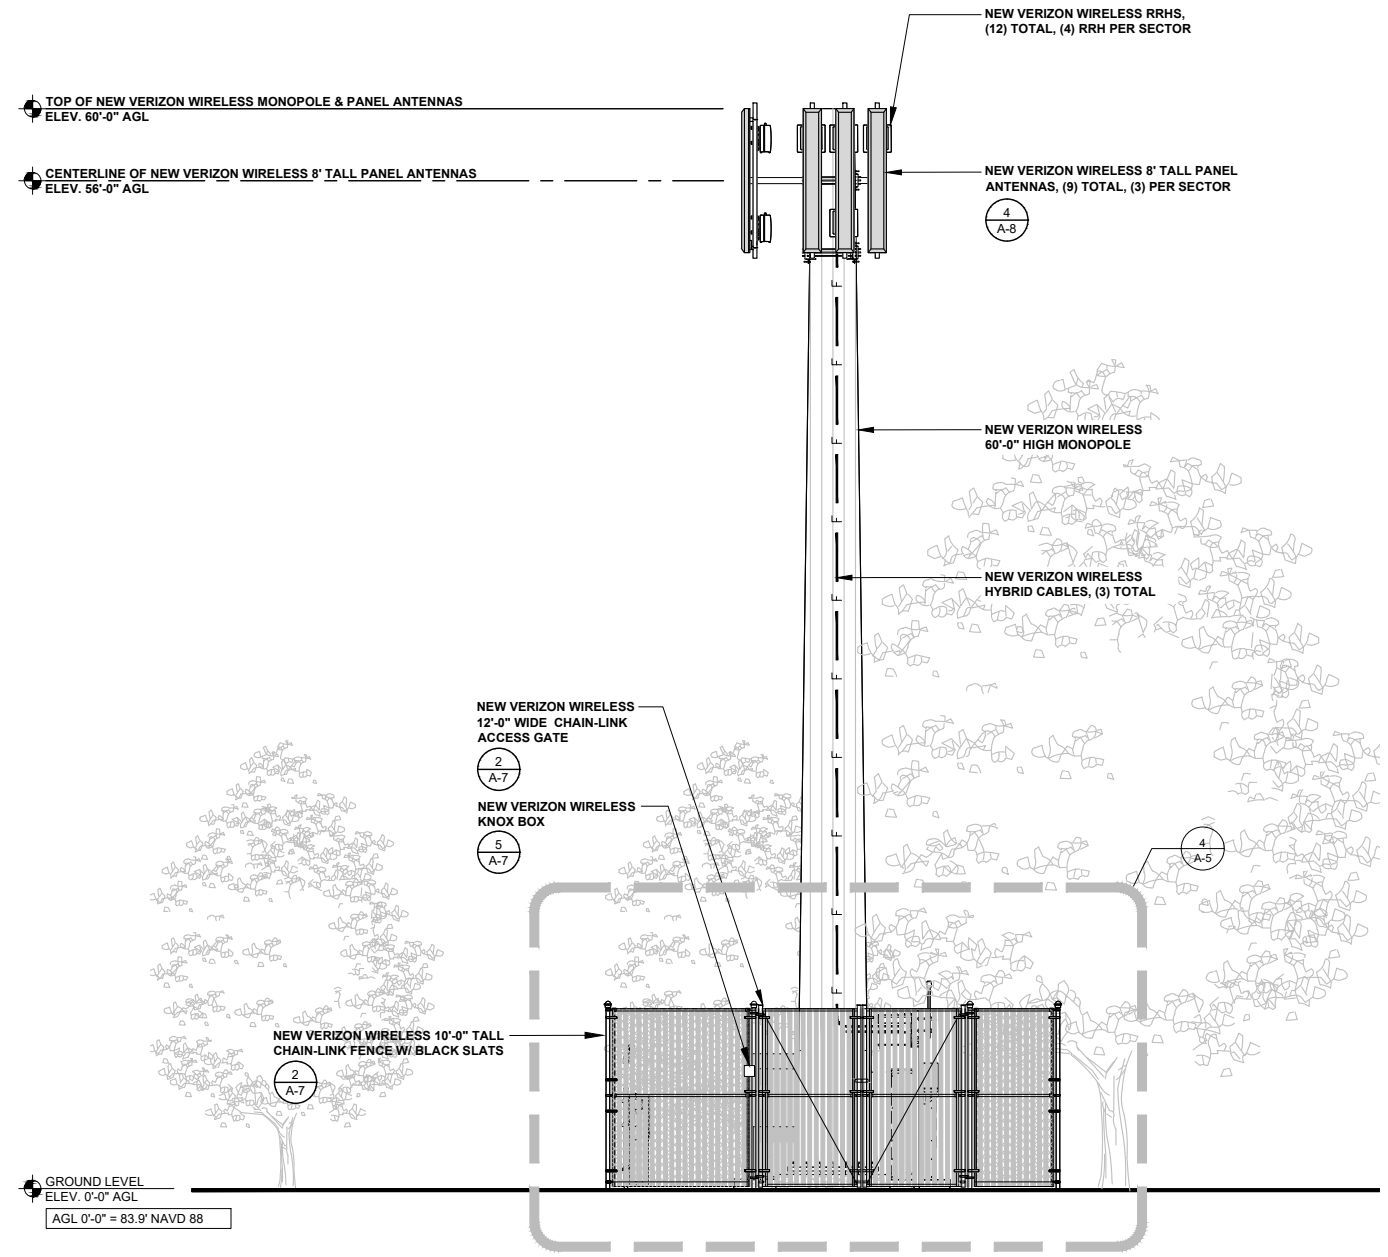 NEW VERIZON WIRELESS RRHS,
(12) TOTAL, (4) RRH PER SECTOR
TOP OF NEW VERIZON WIRELESS MONOPOLE & PANEL ANTENNAS
ELEV. 60'-0" AGL
CENTERLINE OF NEW VERIZON WIRELESS 8' TALL PANEL ANTENNAS
ELEV. 56'-0" AGL
NEW VERIZON WIRELESS 8' TALL PANEL
ANTENNAS, (9) TOTAL, (3) PER SECTOR
4
A-8
NEW VERIZON WIRELESS
60'-0" HIGH MONOPOLE
NEW VERIZON WIRELESS
HYBRID CABLES, (3) TOTAL
NEW VERIZON WIRELESS
12'-0" WIDE CHAIN-LINK
ACCESS GATE
2
A-7
NEW VERIZON WIRELESS
KNOX BOX
5
A-7
4
A-5
NEW VERIZON WIRELESS 10'-0" TALL
CHAIN-LINK FENCE W/ BLACK SLATS
2
A-7
GROUND LEVEL
ELEV. 0'-0" AGL
AGL 0'-0" = 83.9' NAVD 88